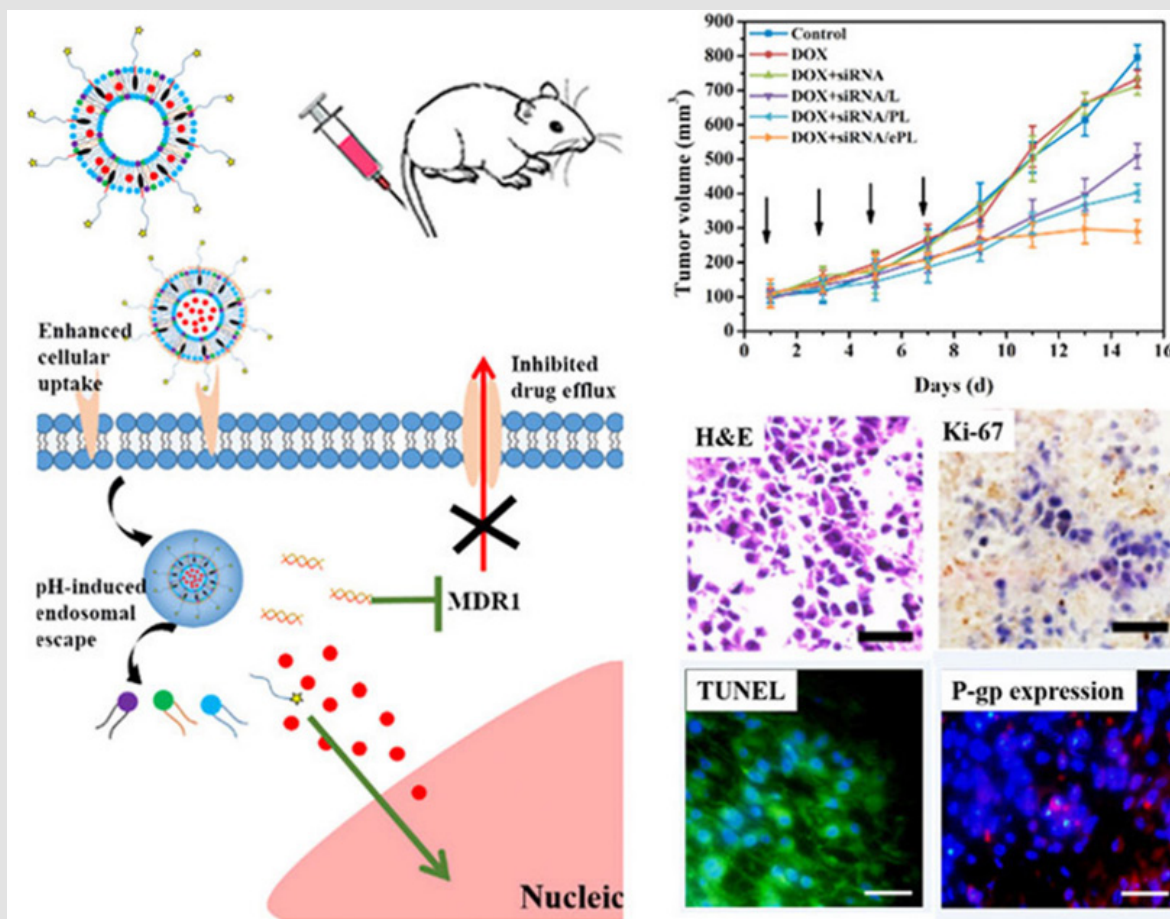 Enhanced
cellular
uptake
Inhibited
drug efflux
pH-induced
endosomal
escape
MDR1
Nucleic
Control
DOX
DOX+siRNA
DOX+siRNA/L
DOX+siRNA/PL
DOX+siRNA/ePL
Tumor volume (mm³)
900
800
700
600
500
400
300
200
100
0
0 2 4 6 8 10 12 14 16
Days (d)
H&E
Ki-67
TUNEL
P-gp expression